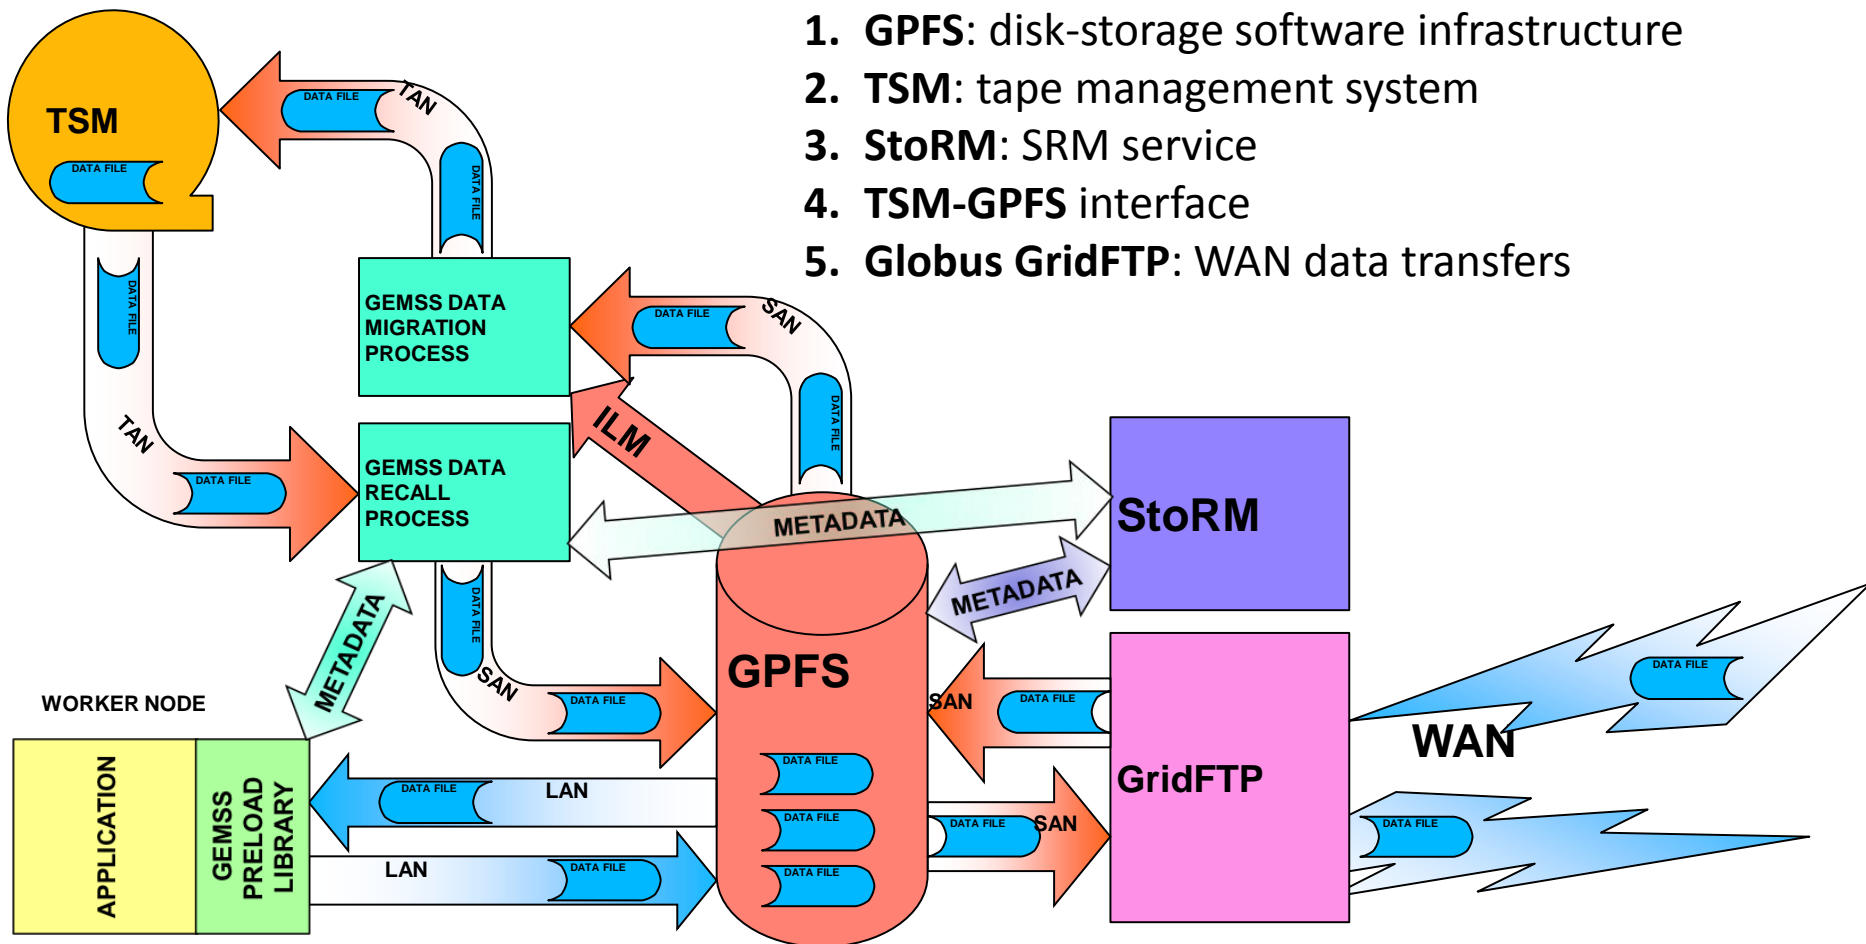 1. GPFS: disk-storage software infrastructure
2. TSM: tape management system
3. StoRM: SRM service
4. TSM-GPFS interface
5. Globus GridFTP: WAN data transfers
TSM
DATA FILE
DATA FILE
TAN
DATA FILE
DATA FILE
TAN
DATA FILE
GEMSS DATA
MIGRATION
PROCESS
DATA FILE
SAN
DATA FILE
ILM
GEMSS DATA
RECALL
PROCESS
METADATA
StoRM
METADATA
METADATA
DATA FILE
SAN
DATA FILE
GPFS
DATA FILE
DATA FILE
DATA FILE
SAN
DATA FILE
DATA FILE
SAN
GridFTP
DATA FILE
WAN
DATA FILE
WORKER NODE
APPLICATION
GEMSS
PRELOAD
LIBRARY
DATA FILE
LAN
LAN
DATA FILE